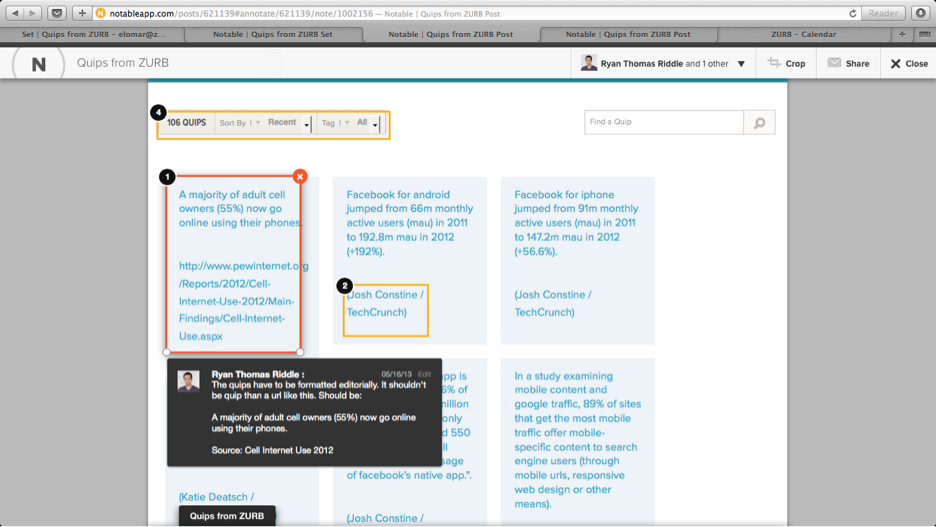 notableapp.com/posts/621139#annotate/621139/note/1002156 — Notable | Quips from ZURB Post
Reader
Set | Quips from ZURB – elomar@z...
Notable | Quips from ZURB Set
Notable | Quips from ZURB Post
Notable | Quips from ZURB Post
ZURB – Calendar
N
Quips from ZURB
Ryan Thomas Riddle and 1 other ▼
Crop
Share
Close
4
106 QUIPS Sort By Recent Tag All
Find a Quip
1
A majority of adult cell
owners (55%) now go
online using their phones.
http://www.pewinternet.org
/Reports/2012/Cell-
Internet-Use-2012/Main-
Findings/Cell-Internet-
Use.aspx
Facebook for android
jumped from 66m monthly
active users (mau) in 2011
to 192.8m mau in 2012
(+192%).
2
(Josh Constine /
TechCrunch)
Facebook for iphone
jumped from 91m monthly
active users (mau) in 2011
to 147.2m mau in 2012
(+56.6%).
(Josh Constine /
TechCrunch)
Ryan Thomas Riddle :
05/16/13 Edit
The quips have to be formatted editorially. It shouldn't
be quip than a url like this. Should be:
A majority of adult cell owners (55%) now go online
using their phones.
Source: Cell Internet Use 2012
app is
6% of
illion
only
d 550
ll
sage
of facebook's native app.".
(Josh Constine /
In a study examining
mobile content and
google traffic, 89% of sites
that get the most mobile
traffic offer mobile-
specific content to search
engine users (through
mobile urls, responsive
web design or other
means).
(Katie Deatsch /
Quips from ZURB